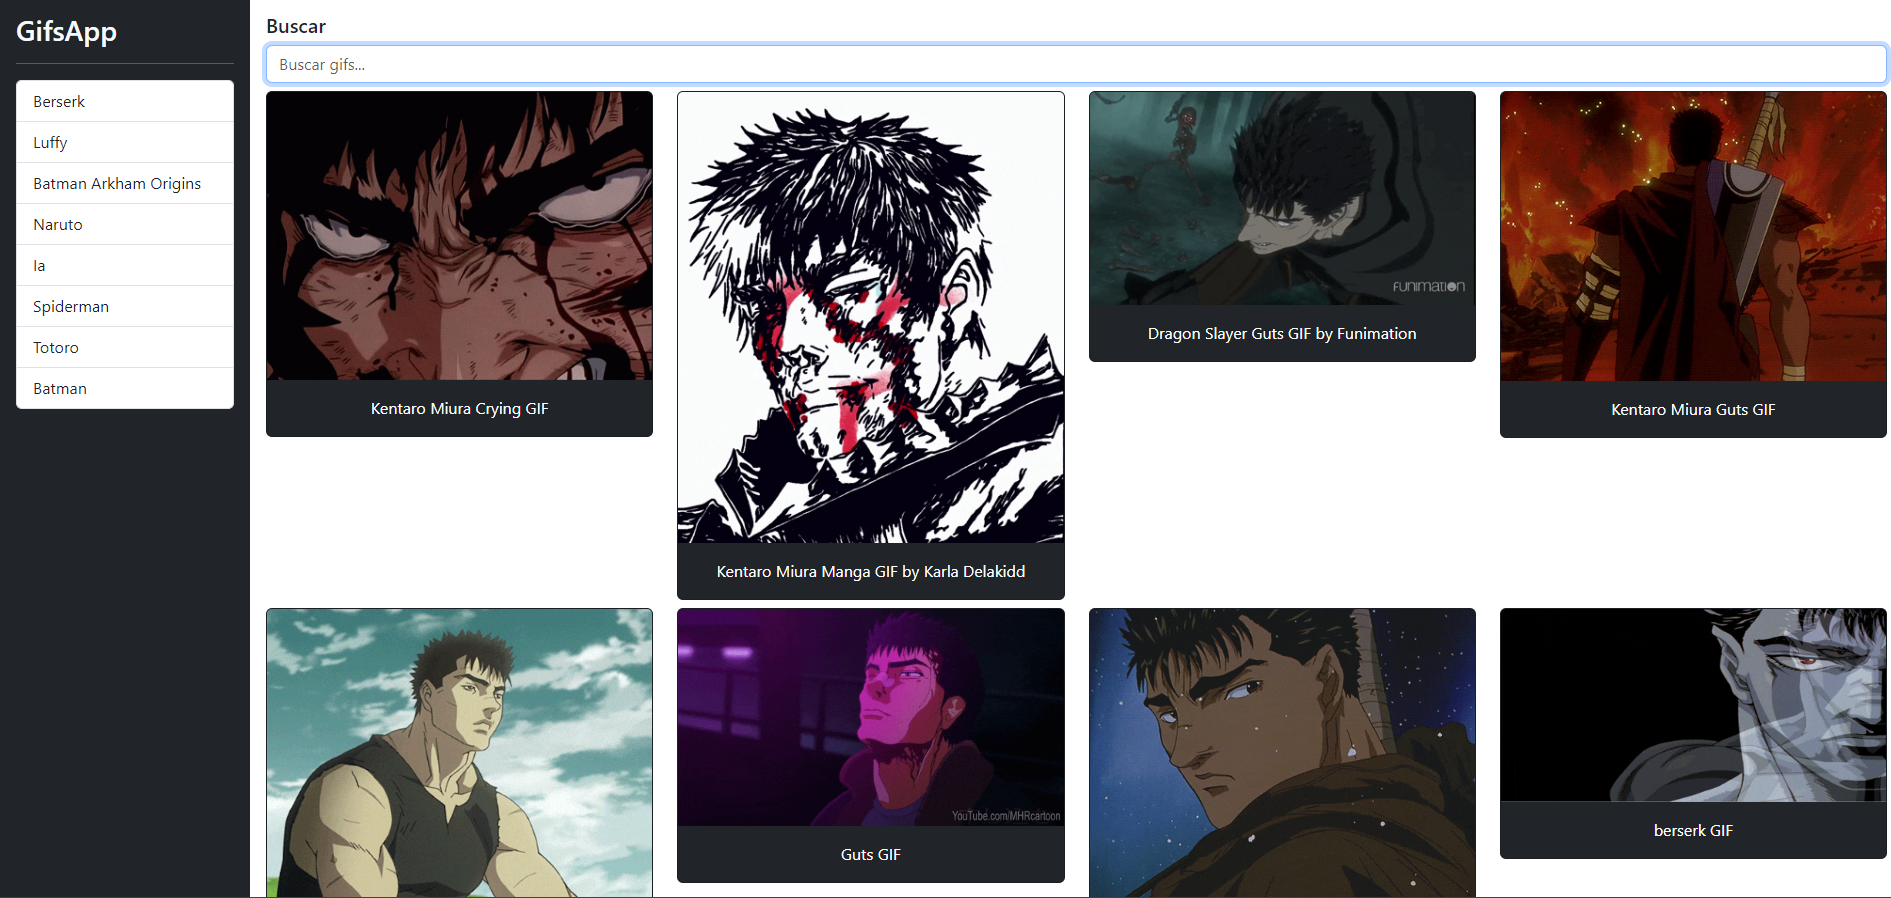 GifsApp
Berserk
Luffy
Batman Arkham Origins
Naruto
Ia
Spiderman
Totoro
Batman
Buscar
Buscar gifs...
Kentaro Miura Crying GIF
Kentaro Miura Manga GIF by Karla Delakidd
FUNIMATION
Dragon Slayer Guts GIF by Funimation
Kentaro Miura Guts GIF
YouTube.com/MHRcartoon
Guts GIF
berserk GIF